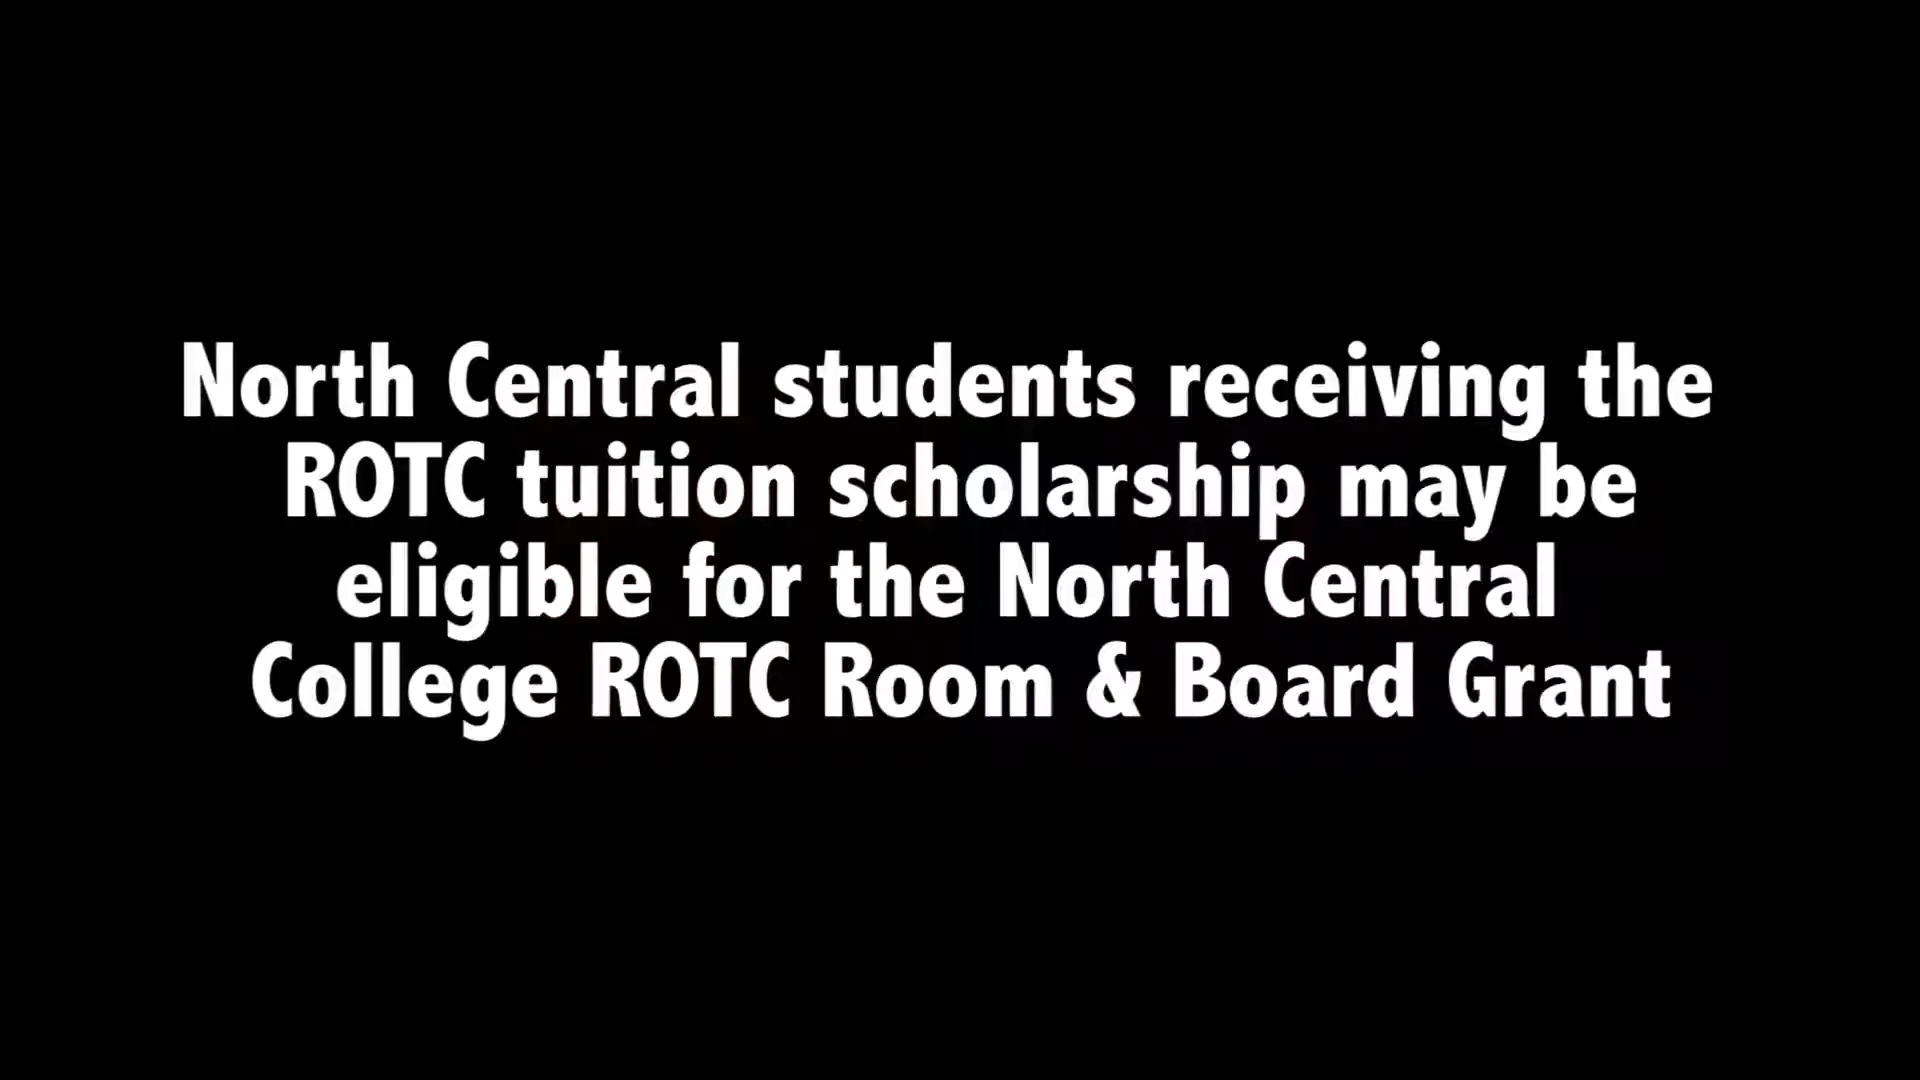 North Central students receiving the
ROTC tuition scholarship may be
eligible for the North Central
College ROTC Room & Board Grant